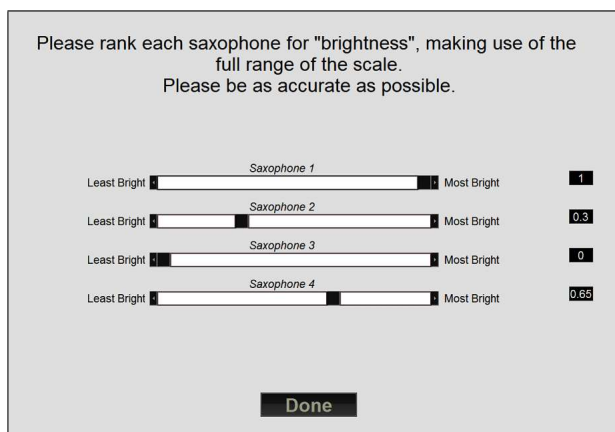 Please rank each saxophone for "brightness", making use of the
full range of the scale.
Please be as accurate as possible.
Saxophone 1
Least Bright Most Bright 1
Saxophone 2
Least Bright Most Bright 0.3
Saxophone 3
Least Bright Most Bright 0
Saxophone 4
Least Bright Most Bright 0.65
Done